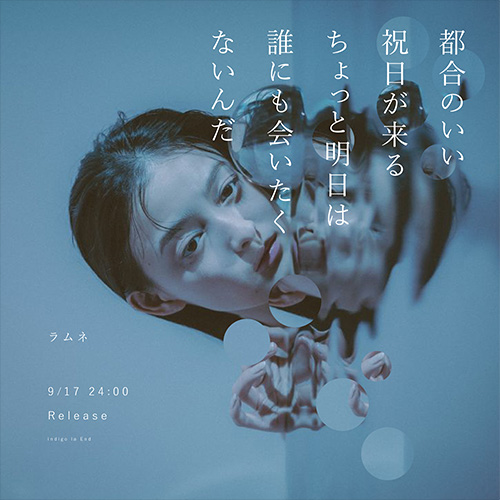 都合のいい
祝日が来る
ちょっと明日は
誰にも会いたく
ないんだ
ラムネ
9/17 24:00
Release
indigo la End